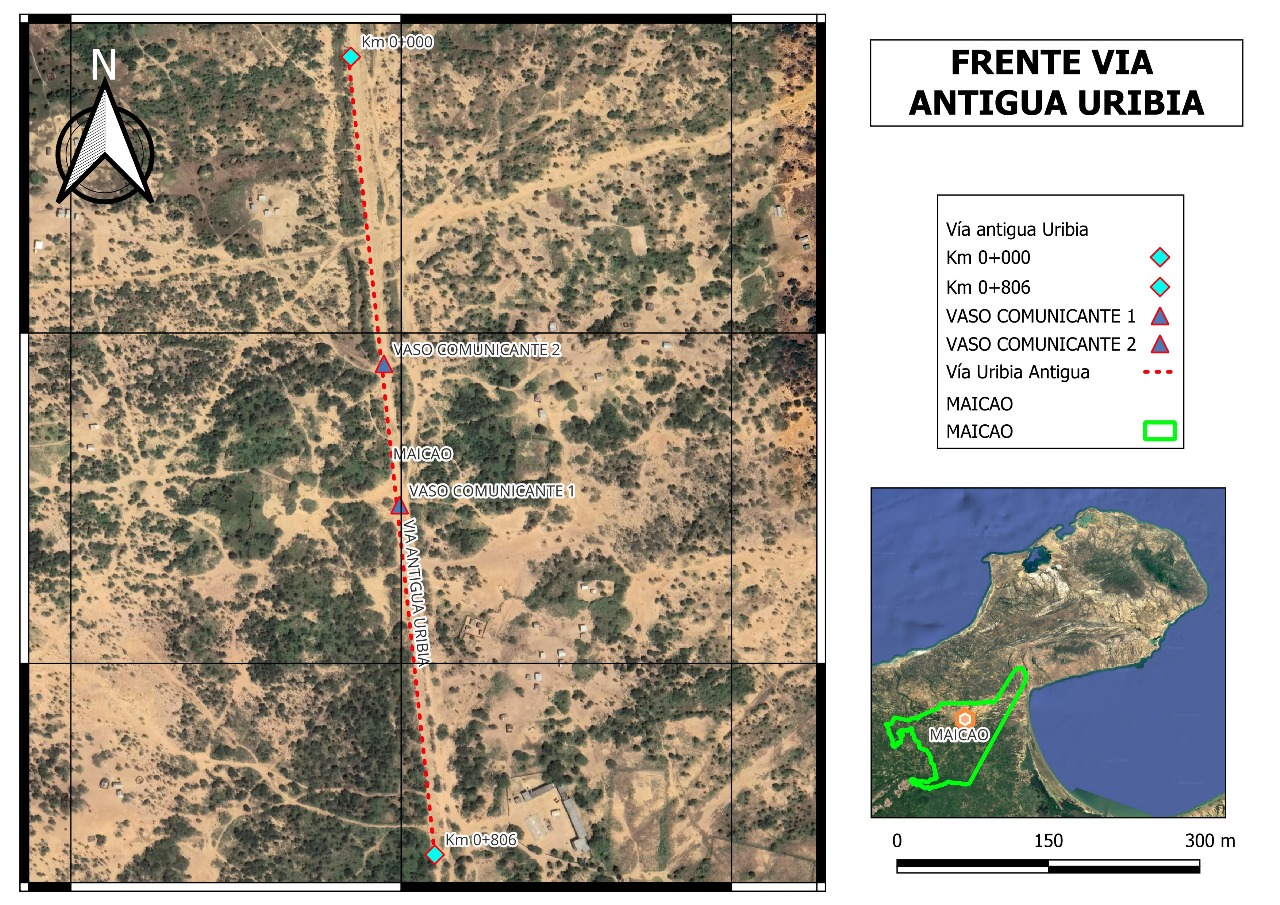 N
Km 0+000
VASO COMUNICANTE 2
MAICAO
VASO COMUNICANTE 1
VIA ANTIGUA URIBIA
Km 0+806
FRENTE VIA
ANTIGUA URIBIA
Vía antigua Uribia
Km 0+000
Km 0+806
VASO COMUNICANTE 1
VASO COMUNICANTE 2
Vía Uribia Antigua
MAICAO
MAICAO
MAICAO
0 150 300 m